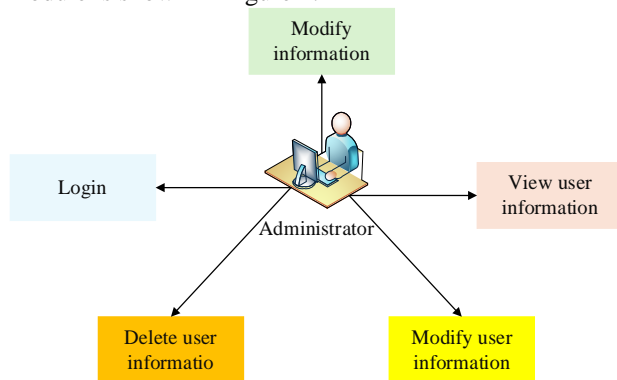 Modify
information
Login
View user
information
Administrator
Delete user
informatio
Modify user
information